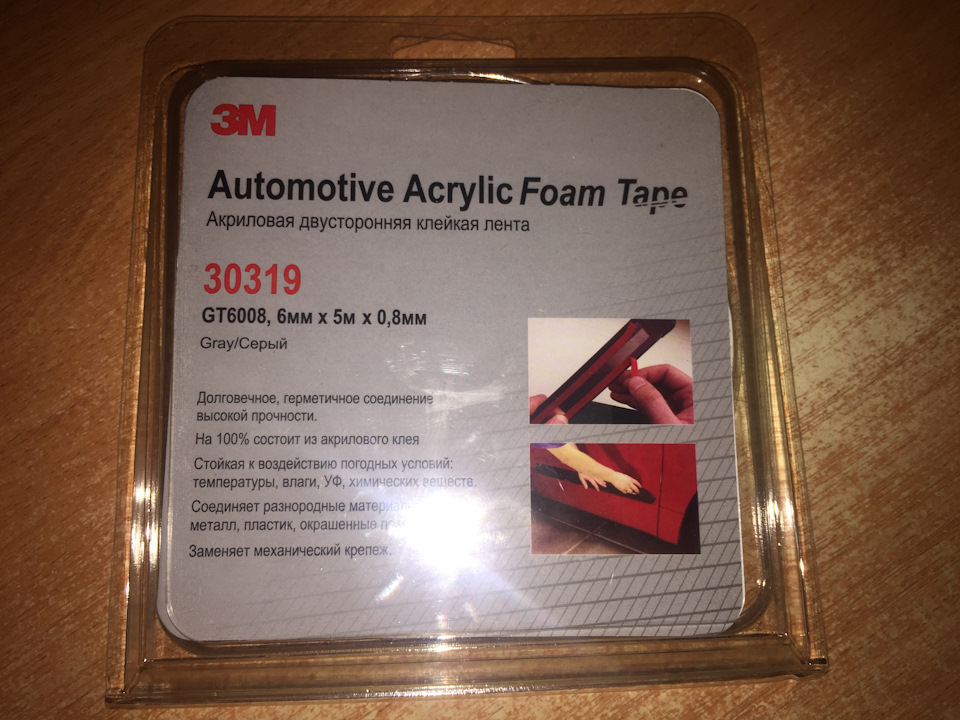 3M
Automotive Acrylic Foam Tape
Акриловая двусторонняя клейкая лента
30319
GT6008, 6мм x 5м x 0,8мм
Gray/Серый
Долговечное, герметичное соединение
высокой прочности.
На 100% состоит из акрилового клея
Стойкая к воздействию погодных условий:
температуры, влаги, УФ, химических веществ.
Соединяет разнородные
металл, пластик, окрашенные
Заменяет механический крепеж.